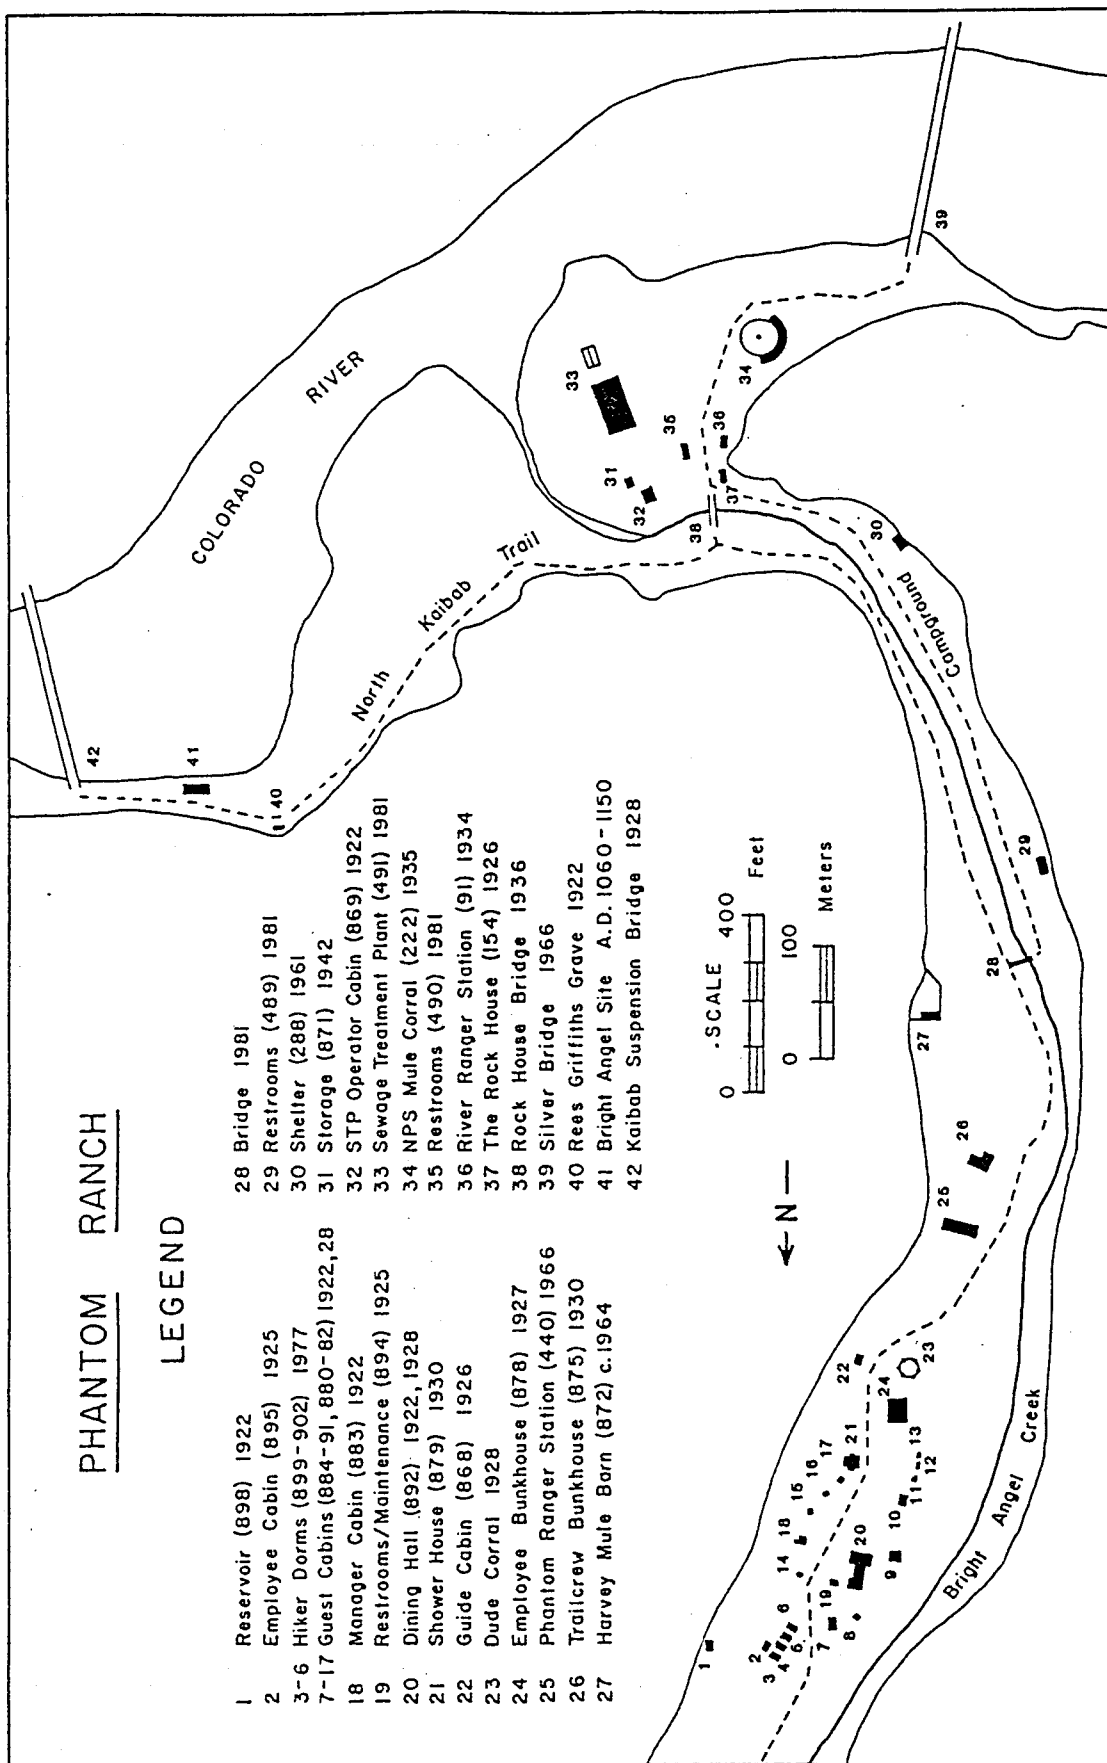 PHANTOM RANCH
LEGEND
1 Reservoir (898) 1922
2 Employee Cabin (895) 1925
3-6 Hiker Dorms (899-902) 1977
7-17 Guest Cabins (884-91, 880-82) 1922,28
18 Manager Cabin (883) 1922
19 Restrooms/Maintenance (894) 1925
20 Dining Hall (892) 1922, 1928
21 Shower House (879) 1930
22 Guide Cabin (868) 1926
23 Dude Corral 1928
24 Employee Bunkhouse (878) 1927
25 Phantom Ranger Station (440) 1966
26 Trailcrew Bunkhouse (875) 1930
27 Harvey Mule Barn (872) c.1964
28 Bridge 1981
29 Restrooms (489) 1981
30 Shelter (288) 1961
31 Storage (871) 1942
32 STP Operator Cabin (869) 1922
33 Sewage Treatment Plant (491) 1981
34 NPS Mule Corral (222) 1935
35 Restrooms (490) 1981
36 River Ranger Station (91) 1934
37 The Rock House (154) 1926
38 Rock House Bridge 1936
39 Silver Bridge 1966
40 Rees Griffiths Grave 1922
41 Bright Angel Site A.D. 1060-1150
42 Kaibab Suspension Bridge 1928
SCALE
0 400
Feet
0 100
Meters
N
COLORADO RIVER
North Kaibab Trail
Campground
Bright Angel Creek
1
2
3
4
5
6
7
8
9
10
11
12
13
14
15
16
17
18
19
20
21
22
23
24
25
26
27
28
29
30
31
32
33
34
35
36
37
38
39
40
41
42